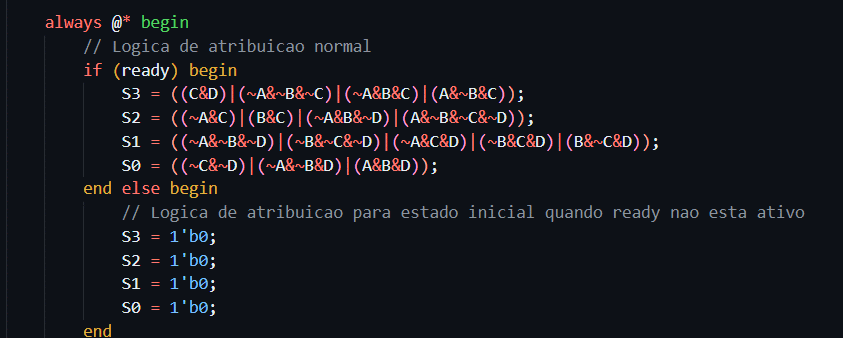 always @* begin
// Logica de atribuicao normal
if (ready) begin
S3 = ((C&D)|(~A&~B&~C)|(~A&B&C)|(A&~B&C));
S2 = ((~A&C)|(B&C)|(~A&B&~D)|(A&~B&~C&~D));
S1 = ((~A&~B&~D)|(~B&~C&~D)|(~A&C&D)|(~B&C&D)|(B&~C&D));
S0 = ((~C&~D)|(~A&~B&D)|(A&B&D));
end else begin
// Logica de atribuicao para estado inicial quando ready nao esta ativo
S3 = 1'b0;
S2 = 1'b0;
S1 = 1'b0;
S0 = 1'b0;
end